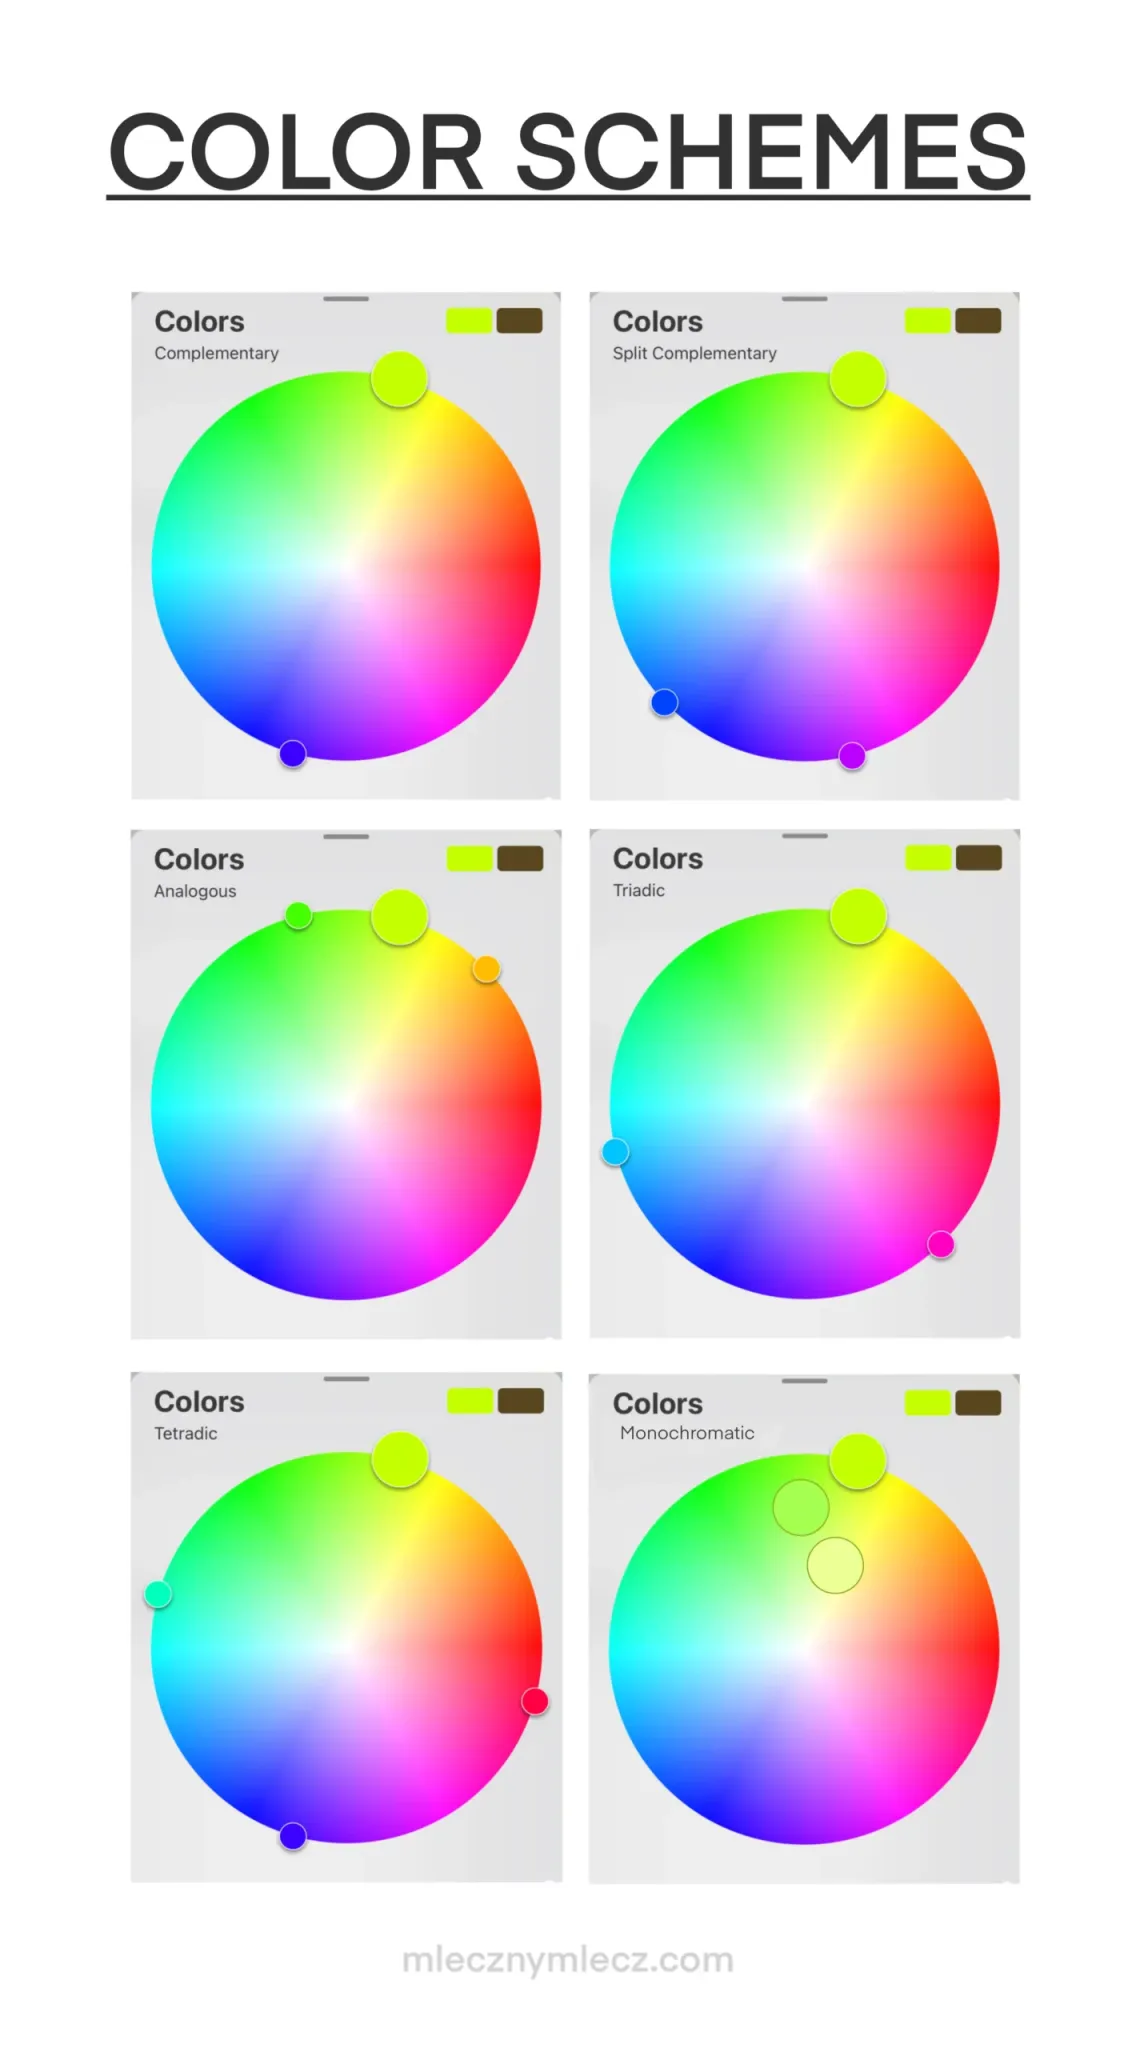 COLOR SCHEMES
Colors
Complementary
Colors
Split Complementary
Colors
Analogous
Colors
Triadic
Colors
Tetradic
Colors
Monochromatic
mlecznymlecz.com